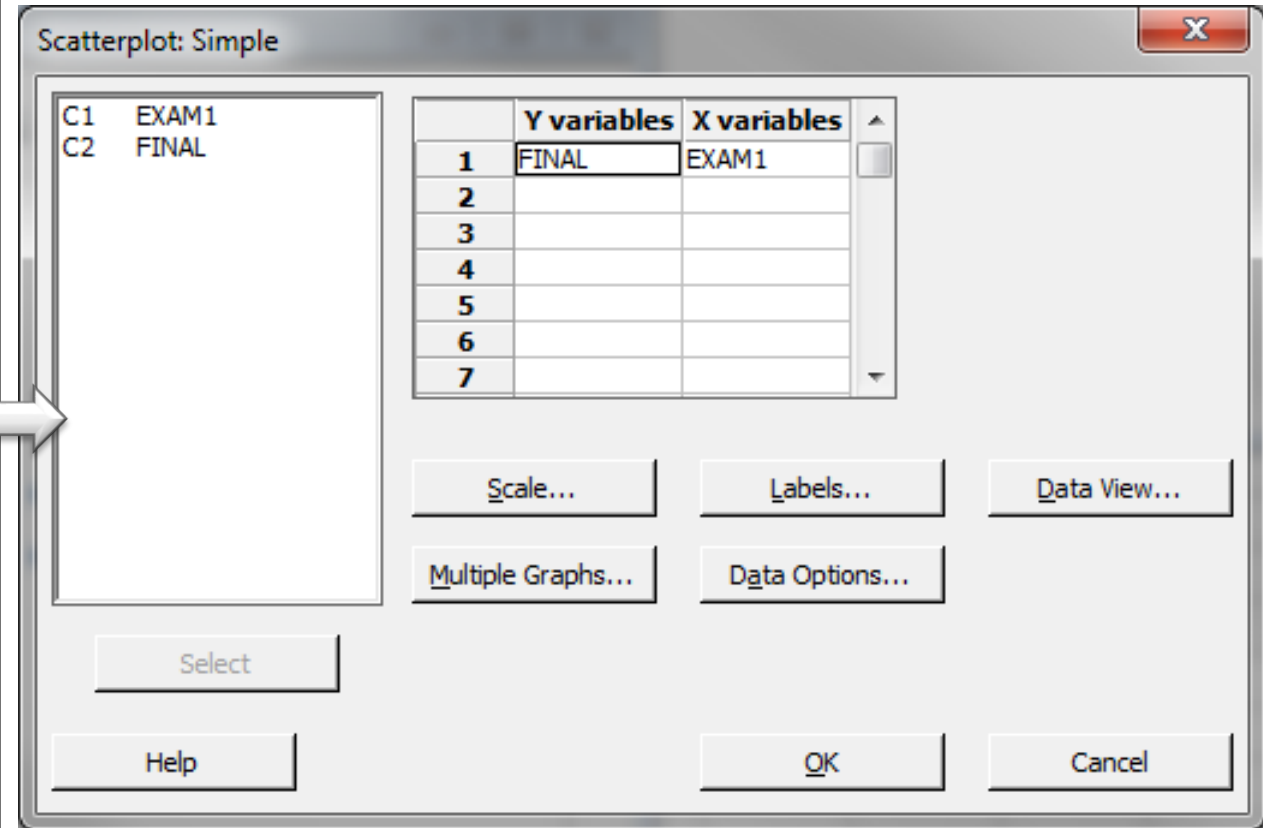 Scatterplot: Simple
X
C1 EXAM1
C2 FINAL
Y variables X variables
1 FINAL EXAM1
2
3
4
5
6
7
Scale... Labels... Data View...
Multiple Graphs... Data Options...
Select
Help OK Cancel